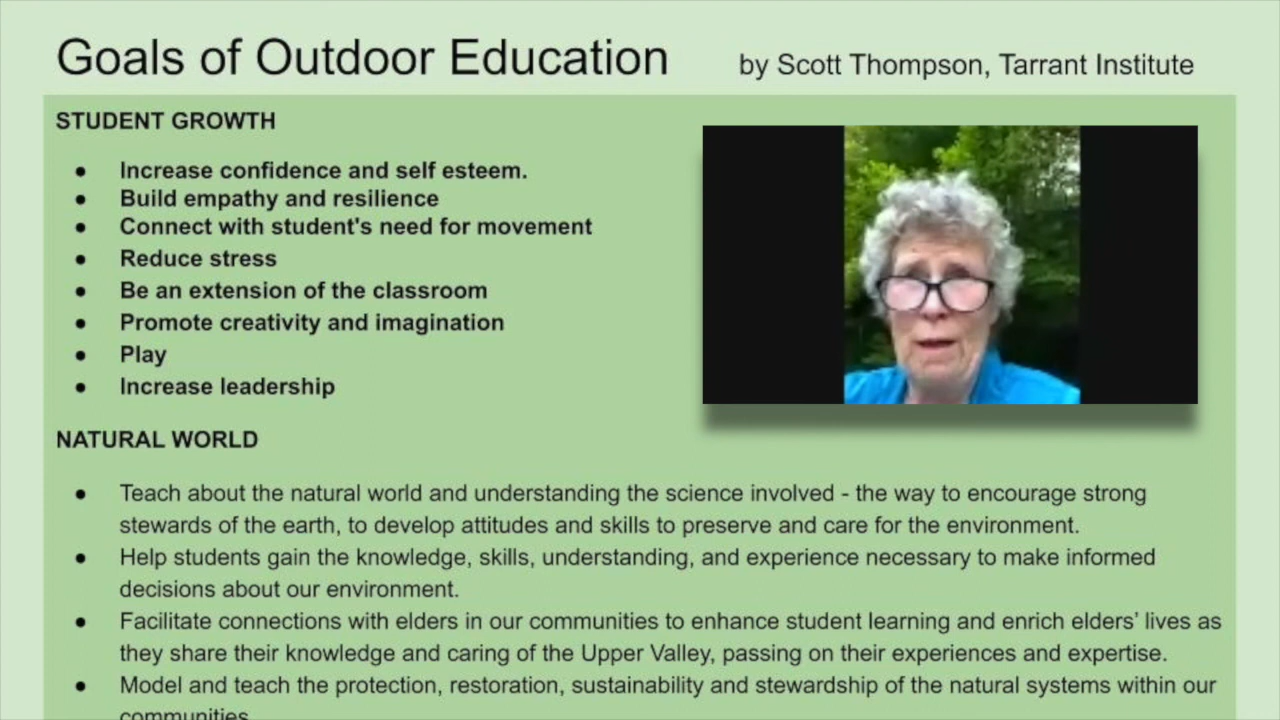 Goals of Outdoor Education by Scott Thompson, Tarrant Institute
STUDENT GROWTH
● Increase confidence and self esteem.
● Build empathy and resilience
● Connect with student's need for movement
● Reduce stress
● Be an extension of the classroom
● Promote creativity and imagination
● Play
● Increase leadership
NATURAL WORLD
● Teach about the natural world and understanding the science involved - the way to encourage strong
stewards of the earth, to develop attitudes and skills to preserve and care for the environment.
● Help students gain the knowledge, skills, understanding, and experience necessary to make informed
decisions about our environment.
● Facilitate connections with elders in our communities to enhance student learning and enrich elders’ lives as
they share their knowledge and caring of the Upper Valley, passing on their experiences and expertise.
● Model and teach the protection, restoration, sustainability and stewardship of the natural systems within our
communities